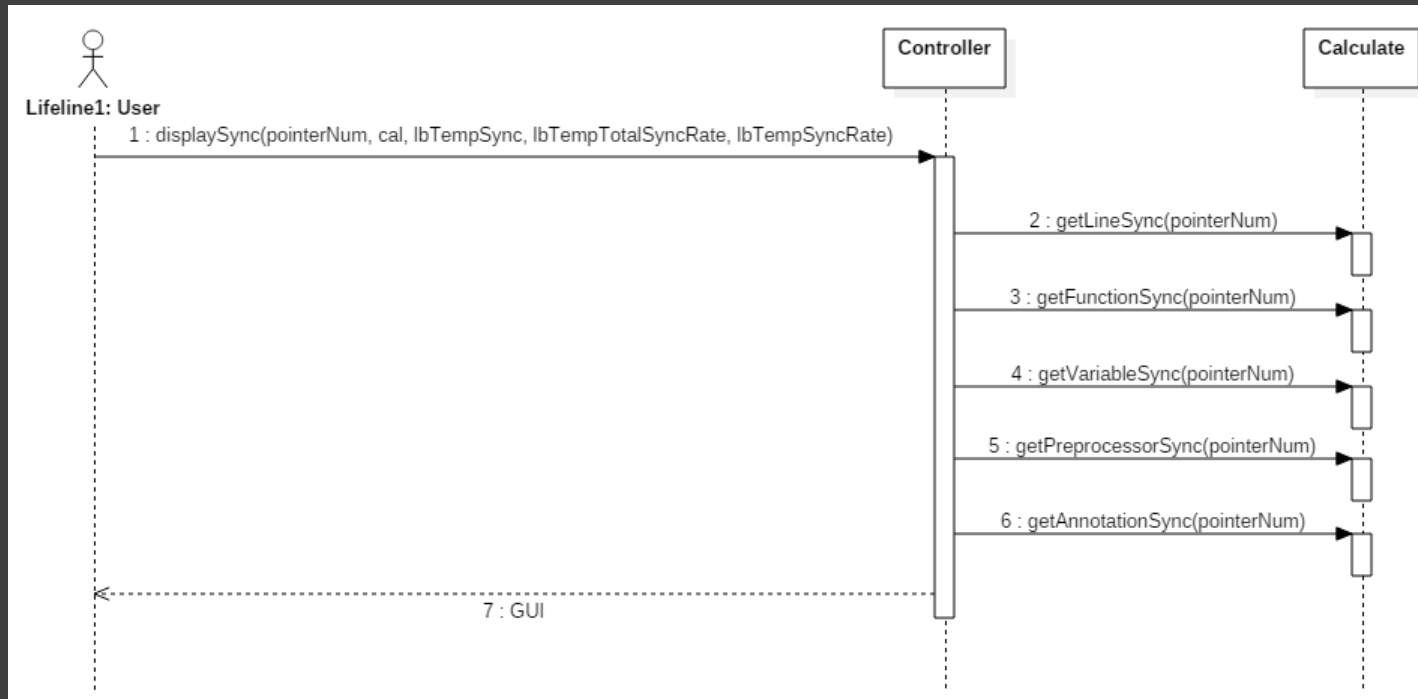 Controller
Calculate
Lifeline1: User
1 : displaySync(pointerNum, cal, lbTempSync, lbTempTotalSyncRate, lbTempSyncRate)
2 : getLineSync(pointerNum)
3 : getFunctionSync(pointerNum)
4 : getVariableSync(pointerNum)
5 : getPreprocessorSync(pointerNum)
6 : getAnnotationSync(pointerNum)
7 : GUI